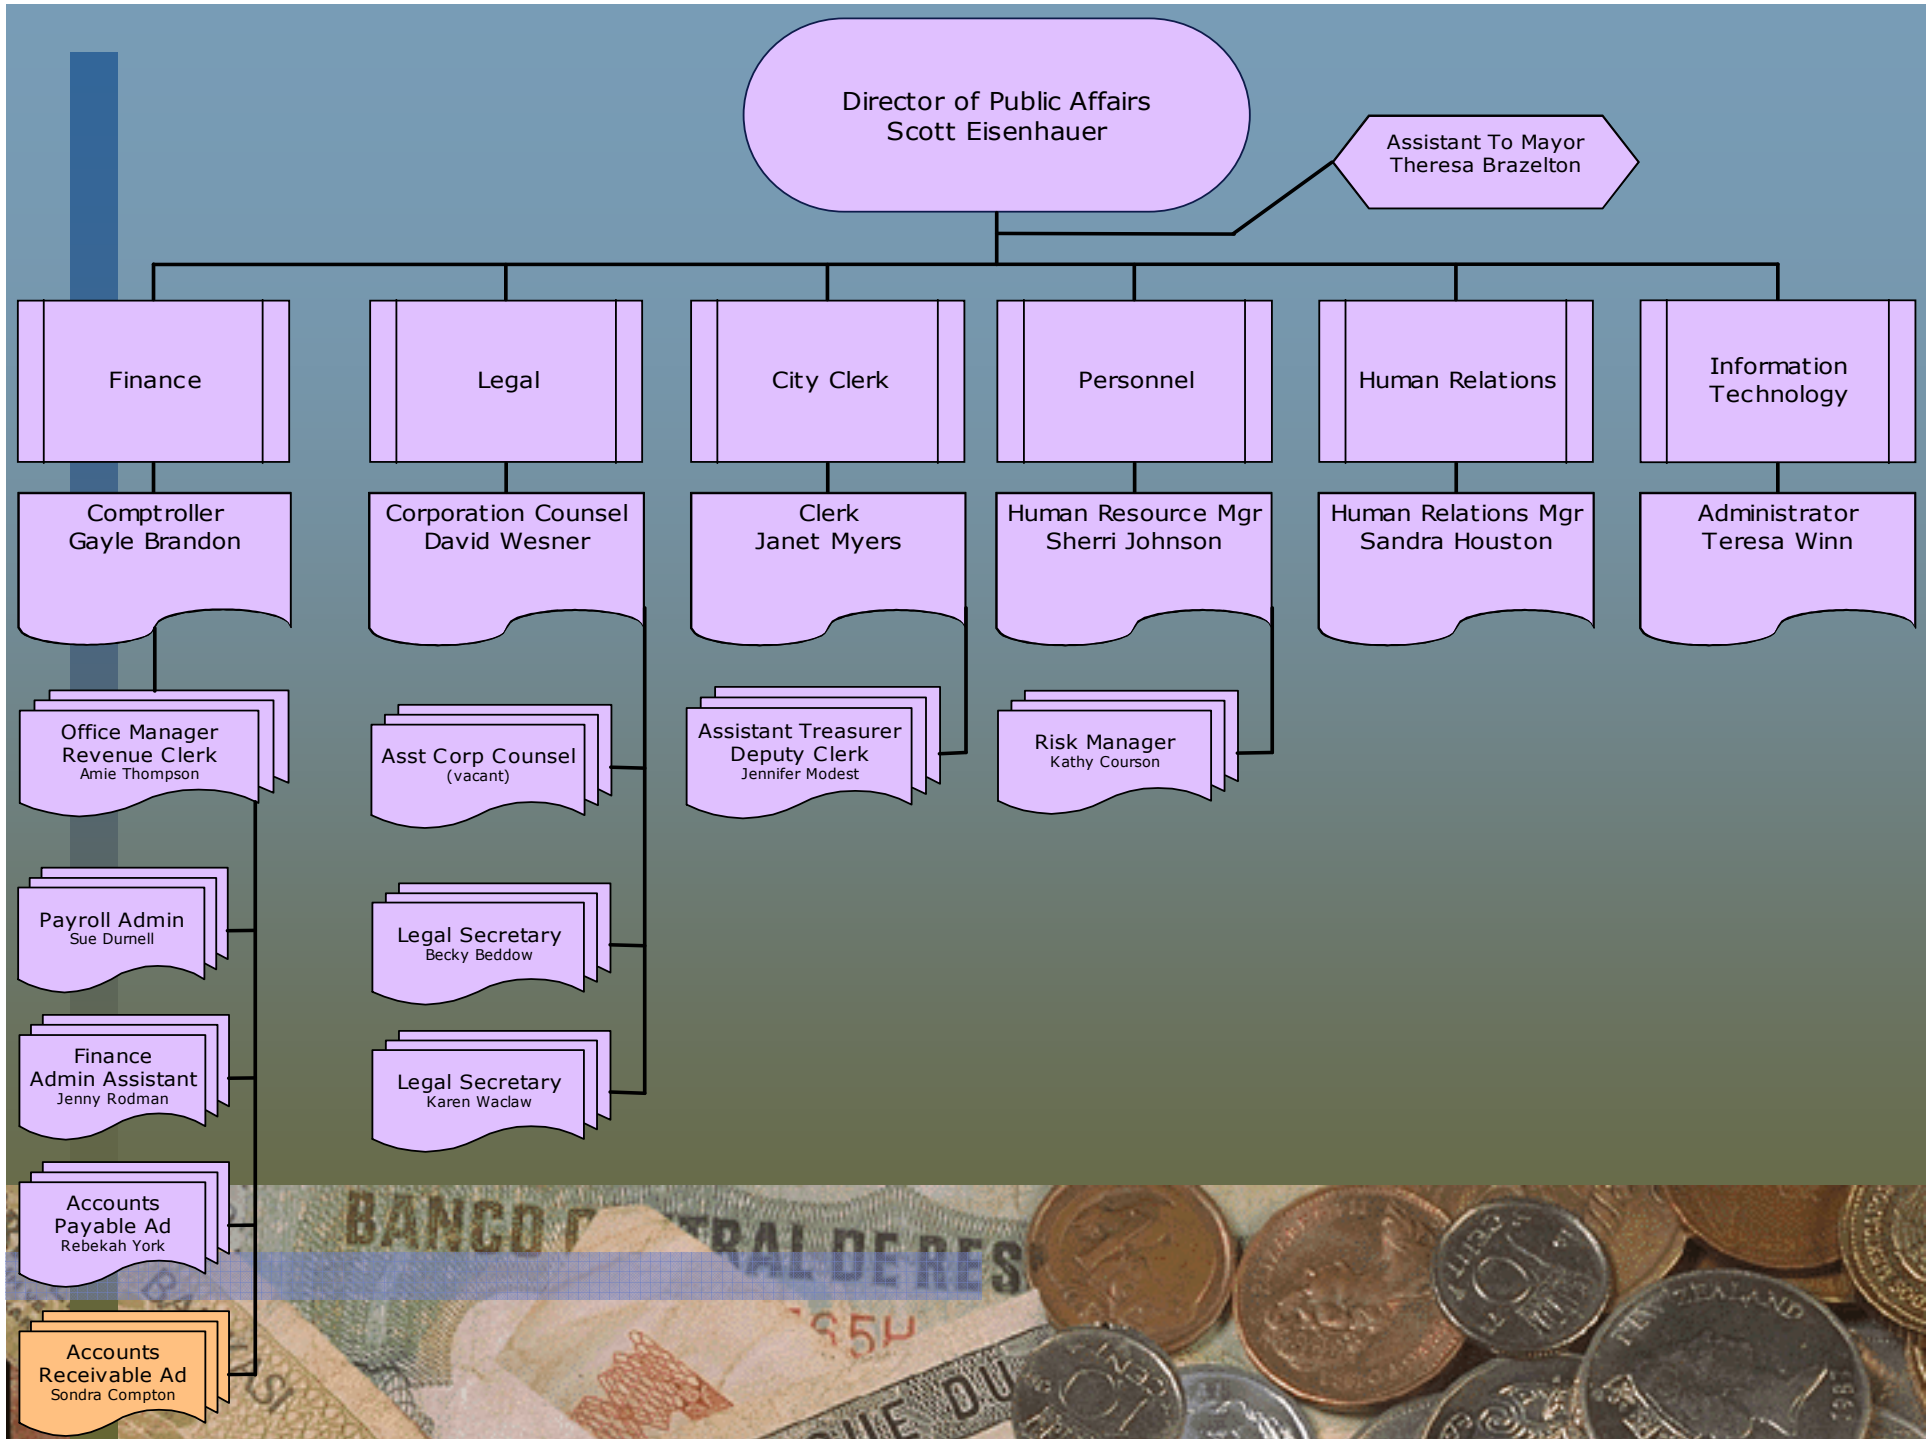 Director of Public Affairs
Scott Eisenhauer
Assistant To Mayor
Theresa Brazelton
Finance
Legal
City Clerk
Personnel
Human Relations
Information
Technology
Comptroller
Gayle Brandon
Corporation Counsel
David Wesner
Clerk
Janet Myers
Human Resource Mgr
Sherri Johnson
Human Relations Mgr
Sandra Houston
Administrator
Teresa Winn
Office Manager
Revenue Clerk
Amie Thompson
Asst Corp Counsel
(vacant)
Assistant Treasurer
Deputy Clerk
Jennifer Modest
Risk Manager
Kathy Courson
Payroll Admin
Sue Durnell
Legal Secretary
Becky Beddow
Finance
Admin Assistant
Jenny Rodman
Legal Secretary
Karen Waclaw
Accounts
Payable Ad
Rebekah York
Accounts
Receivable Ad
Sondra Compton
BANCO
DE RES
NEW ZEALAND